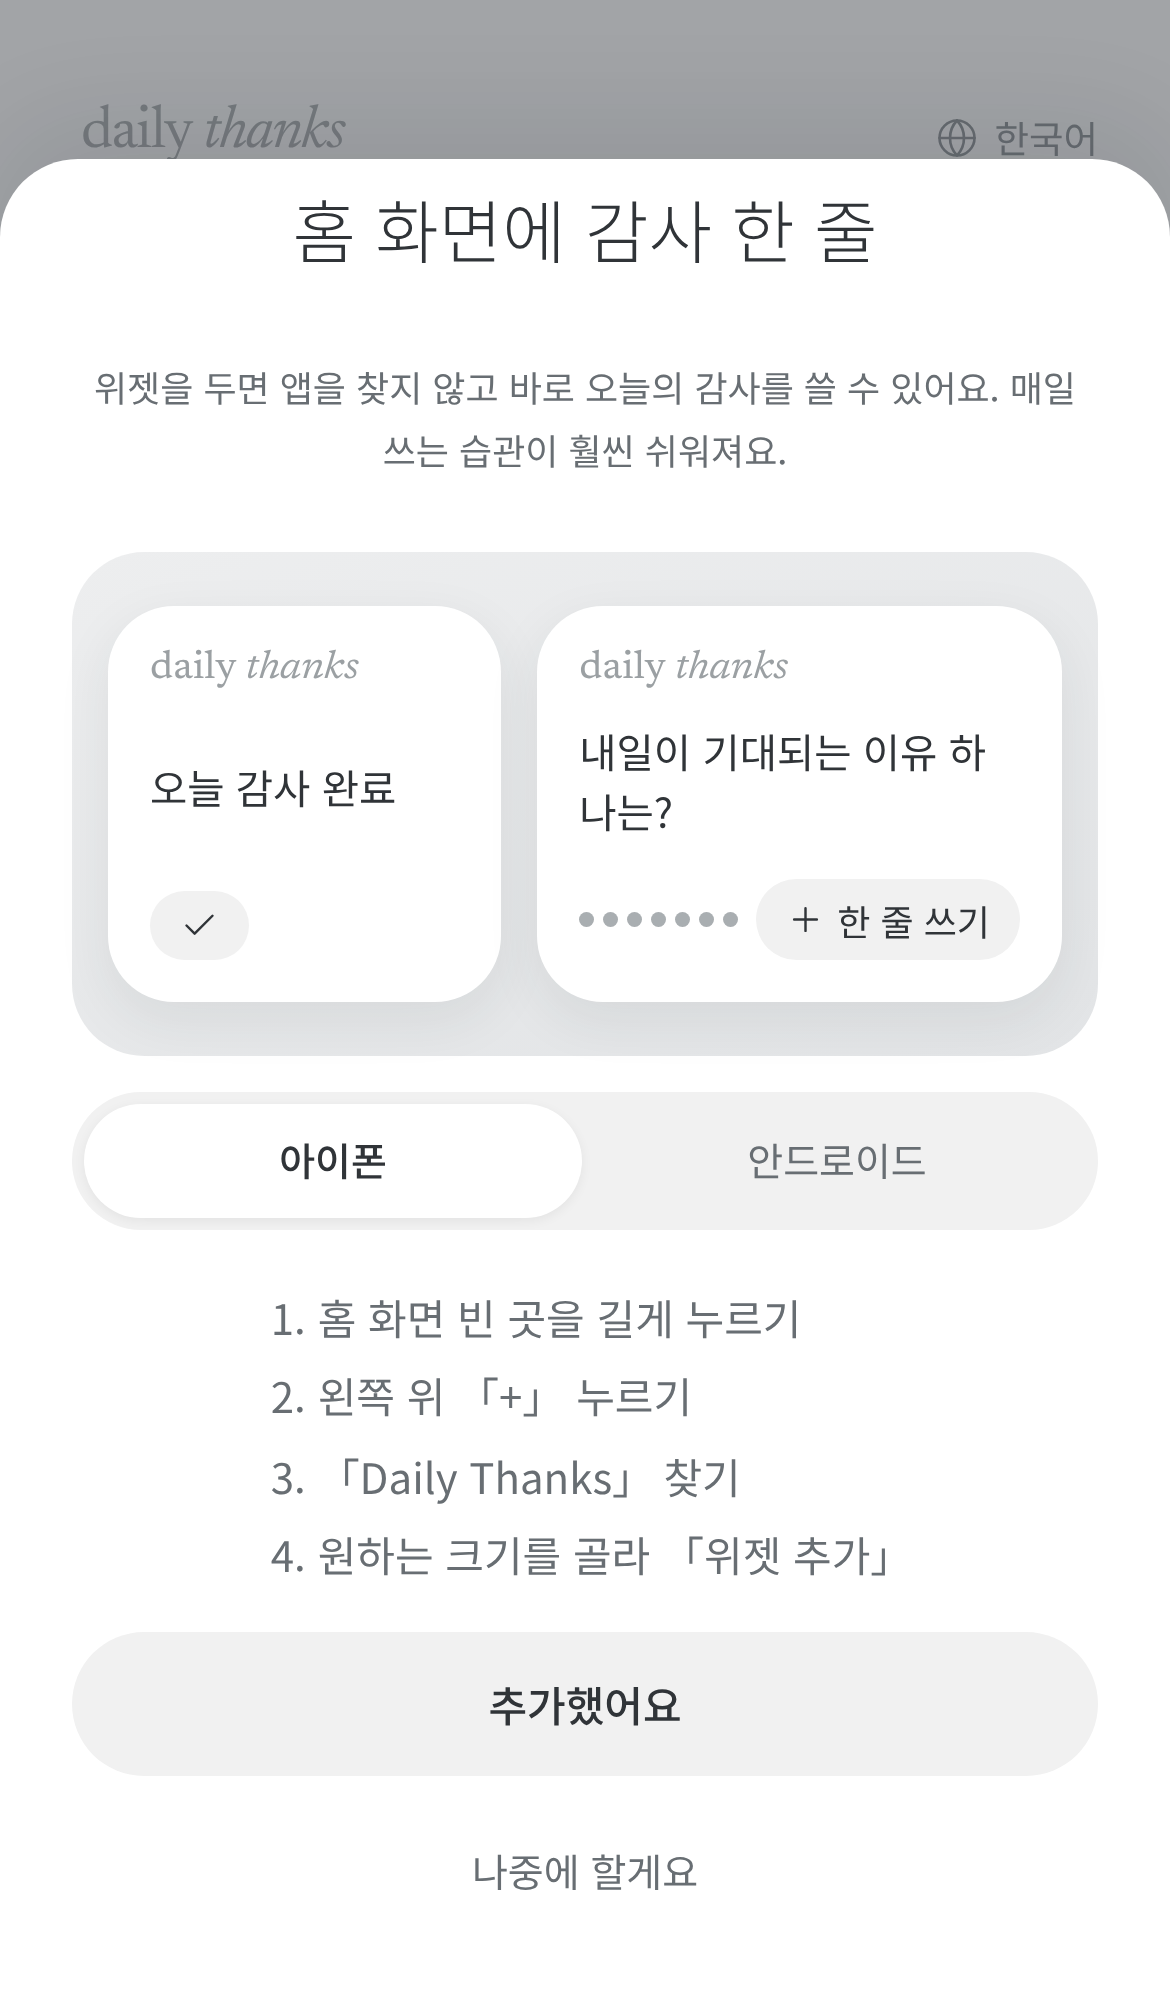 daily thanks
한국어
홈 화면에 감사 한 줄
위젯을 두면 앱을 찾지 않고 바로 오늘의 감사를 쓸 수 있어요. 매일
쓰는 습관이 훨씬 쉬워져요.
daily thanks
오늘 감사 완료
daily thanks
내일이 기대되는 이유 하
나는?
+ 한 줄 쓰기
아이폰
안드로이드
1. 홈 화면 빈 곳을 길게 누르기
2. 왼쪽 위 「+」 누르기
3. 「Daily Thanks」 찾기
4. 원하는 크기를 골라 「위젯 추가」
추가했어요
나중에 할게요